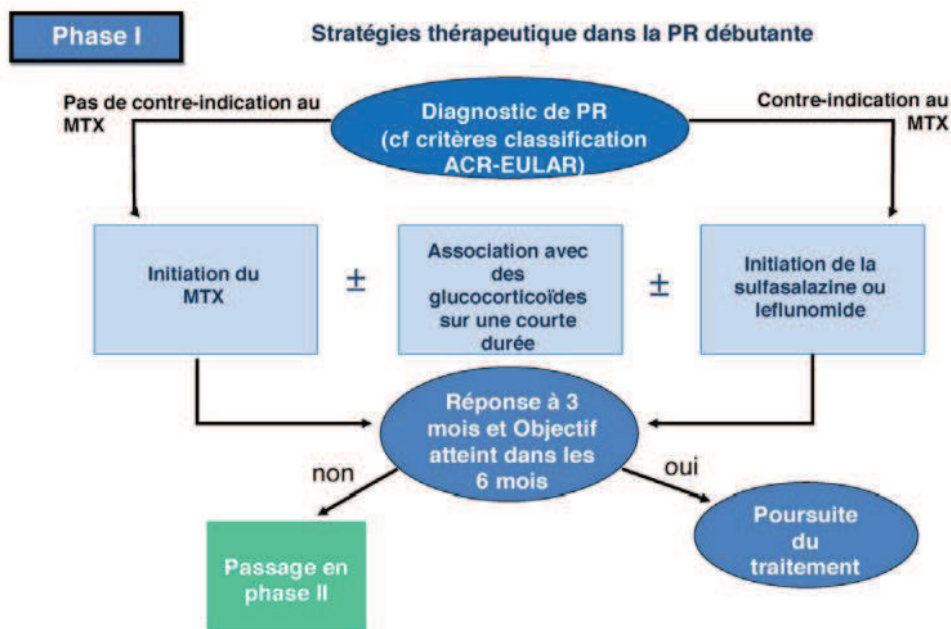 Phase I
Stratégies thérapeutique dans la PR débutante
Pas de contre-indication au
MTX
Diagnostic de PR
(cf critères classification
ACR-EULAR)
Contre-indication au
MTX
Initiation du
MTX
±
Association avec
des
glucocorticoïdes
sur une courte
durée
±
Initiation de la
sulfasalazine ou
leflunomide
Réponse à 3
mois et Objectif
atteint dans les
6 mois
non
oui
Passage en
phase II
Poursuite
du
traitement